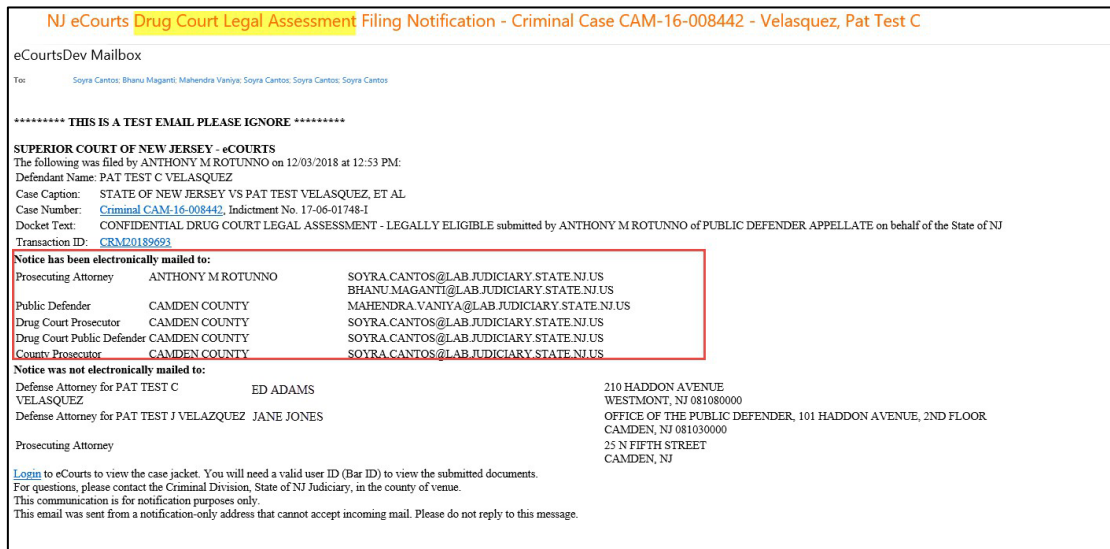 NJ eCourts Drug Court Legal Assessment Filing Notification - Criminal Case CAM-16-008442 - Velasquez, Pat Test C
eCourtsDev Mailbox
To: Soyra Cantos; Bhanu Maganti; Mahendra Vaniya; Soyra Cantos; Soyra Cantos; Soyra Cantos
********* THIS IS A TEST EMAIL PLEASE IGNORE *********
SUPERIOR COURT OF NEW JERSEY - eCOURTS
The following was filed by ANTHONY M ROTUNNO on 12/03/2018 at 12:53 PM:
Defendant Name: PAT TEST C VELASQUEZ
Case Caption: STATE OF NEW JERSEY VS PAT TEST VELASQUEZ, ET AL
Case Number: Criminal CAM-16-008442, Indictment No. 17-06-01748-I
Docket Text: CONFIDENTIAL DRUG COURT LEGAL ASSESSMENT - LEGALLY ELIGIBLE submitted by ANTHONY M ROTUNNO of PUBLIC DEFENDER APPELLATE on behalf of the State of NJ
Transaction ID: CRM20189693
Notice has been electronically mailed to:
Prosecuting Attorney ANTHONY M ROTUNNO SOYRA.CANTOS@LAB.JUDICIARY.STATE.NJ.US
BHANU.MAGANTI@LAB.JUDICIARY.STATE.NJ.US
Public Defender CAMDEN COUNTY MAHENDRA.VANIYA@LAB.JUDICIARY.STATE.NJ.US
Drug Court Prosecutor CAMDEN COUNTY SOYRA.CANTOS@LAB.JUDICIARY.STATE.NJ.US
Drug Court Public Defender CAMDEN COUNTY SOYRA.CANTOS@LAB.JUDICIARY.STATE.NJ.US
County Prosecutor CAMDEN COUNTY SOYRA.CANTOS@LAB.JUDICIARY.STATE.NJ.US
Notice was not electronically mailed to:
Defense Attorney for PAT TEST C ED ADAMS 210 HADDON AVENUE
VELASQUEZ WESTMONT, NJ 081080000
Defense Attorney for PAT TEST J VELAZQUEZ JANE JONES OFFICE OF THE PUBLIC DEFENDER, 101 HADDON AVENUE, 2ND FLOOR
CAMDEN, NJ 081030000
Prosecuting Attorney 25 N FIFTH STREET
CAMDEN, NJ
Login to eCourts to view the case jacket. You will need a valid user ID (Bar ID) to view the submitted documents.
For questions, please contact the Criminal Division, State of NJ Judiciary, in the county of venue.
This communication is for notification purposes only.
This email was sent from a notification-only address that cannot accept incoming mail. Please do not reply to this message.